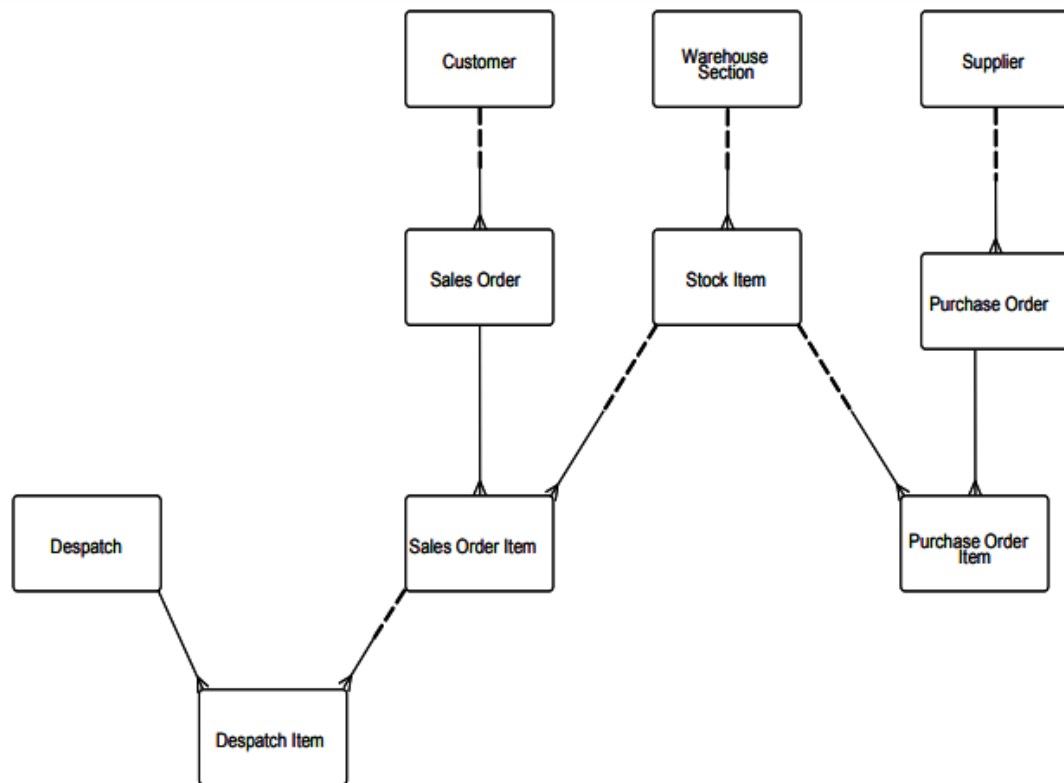 Customer
Warehouse
Section
Supplier
Sales Order
Stock Item
Purchase Order
Despatch
Sales Order Item
Purchase Order
Item
Despatch Item